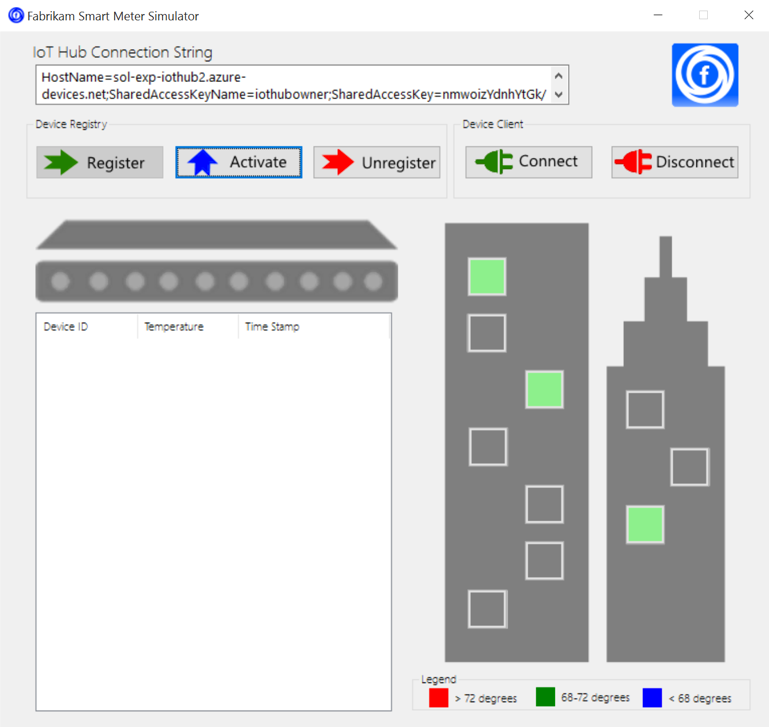 Fabrikam Smart Meter Simulator
IoT Hub Connection String
HostName=sol-exp-iothub2.azure-
devices.net;SharedAccessKeyName=iothubowner;SharedAccessKey=nmwoizYdnhYtGk/
f
Device Registry
Device Client
Register
Activate
Unregister
Connect
Disconnect
Device ID Temperature Time Stamp
Legend
> 72 degrees 68-72 degrees < 68 degrees